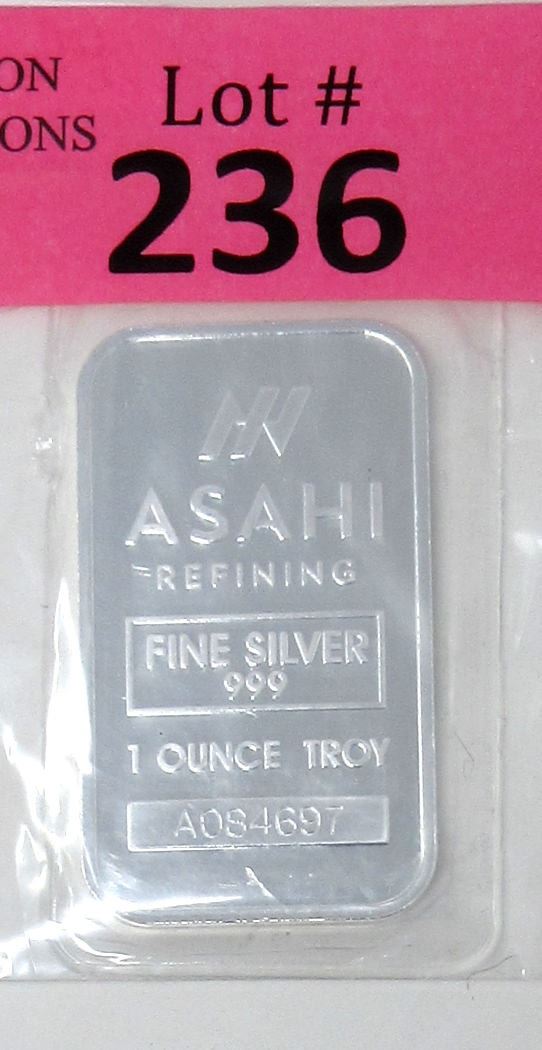 ON
ONS
Lot #
236
ASAHI
REFINING
FINE SILVER
999
1 OUNCE TROY
A084697